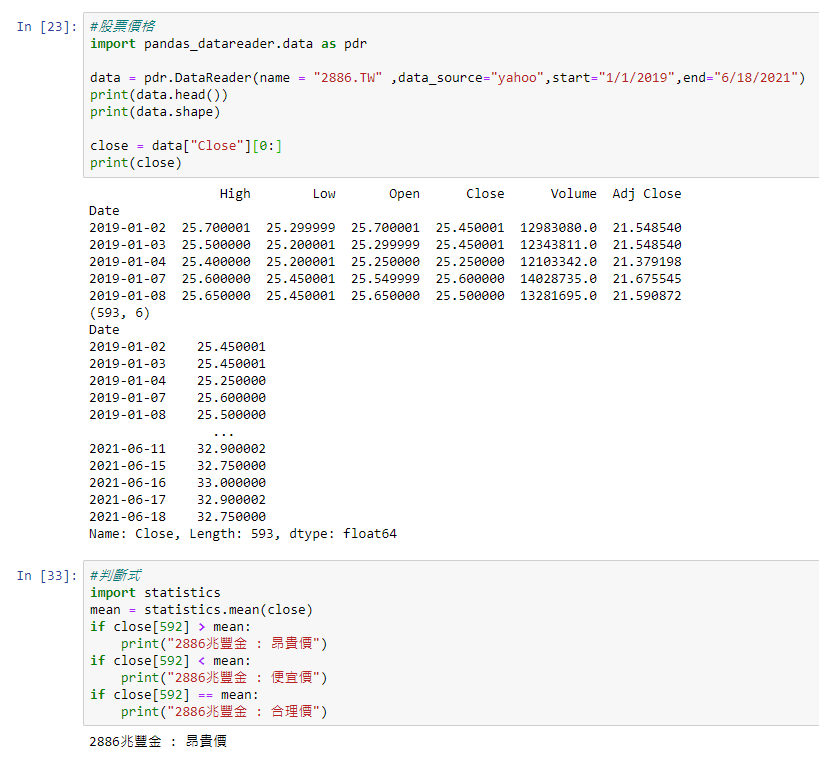 In [23]: #股票價格
import pandas_datareader.data as pdr
data = pdr.DataReader(name = "2886.TW" ,data_source="yahoo",start="1/1/2019",end="6/18/2021")
print(data.head())
print(data.shape)
close = data["Close"][0:]
print(close)
High Low Open Close Volume Adj Close
Date
2019-01-02 25.700001 25.299999 25.700001 25.450001 12983080.0 21.548540
2019-01-03 25.500000 25.200001 25.299999 25.450001 12343811.0 21.548540
2019-01-04 25.400000 25.200001 25.250000 25.250000 12103342.0 21.379198
2019-01-07 25.600000 25.450001 25.549999 25.600000 14028735.0 21.675545
2019-01-08 25.650000 25.450001 25.650000 25.500000 13281695.0 21.590872
(593, 6)
Date
2019-01-02 25.450001
2019-01-03 25.450001
2019-01-04 25.250000
2019-01-07 25.600000
2019-01-08 25.500000
...
2021-06-11 32.900002
2021-06-15 32.750000
2021-06-16 33.000000
2021-06-17 32.900002
2021-06-18 32.750000
Name: Close, Length: 593, dtype: float64
In [33]: #判斷式
import statistics
mean = statistics.mean(close)
if close[592] > mean:
print("2886兆豐金 : 昂貴價")
if close[592] < mean:
print("2886兆豐金 : 便宜價")
if close[592] == mean:
print("2886兆豐金 : 合理價")
2886兆豐金 : 昂貴價